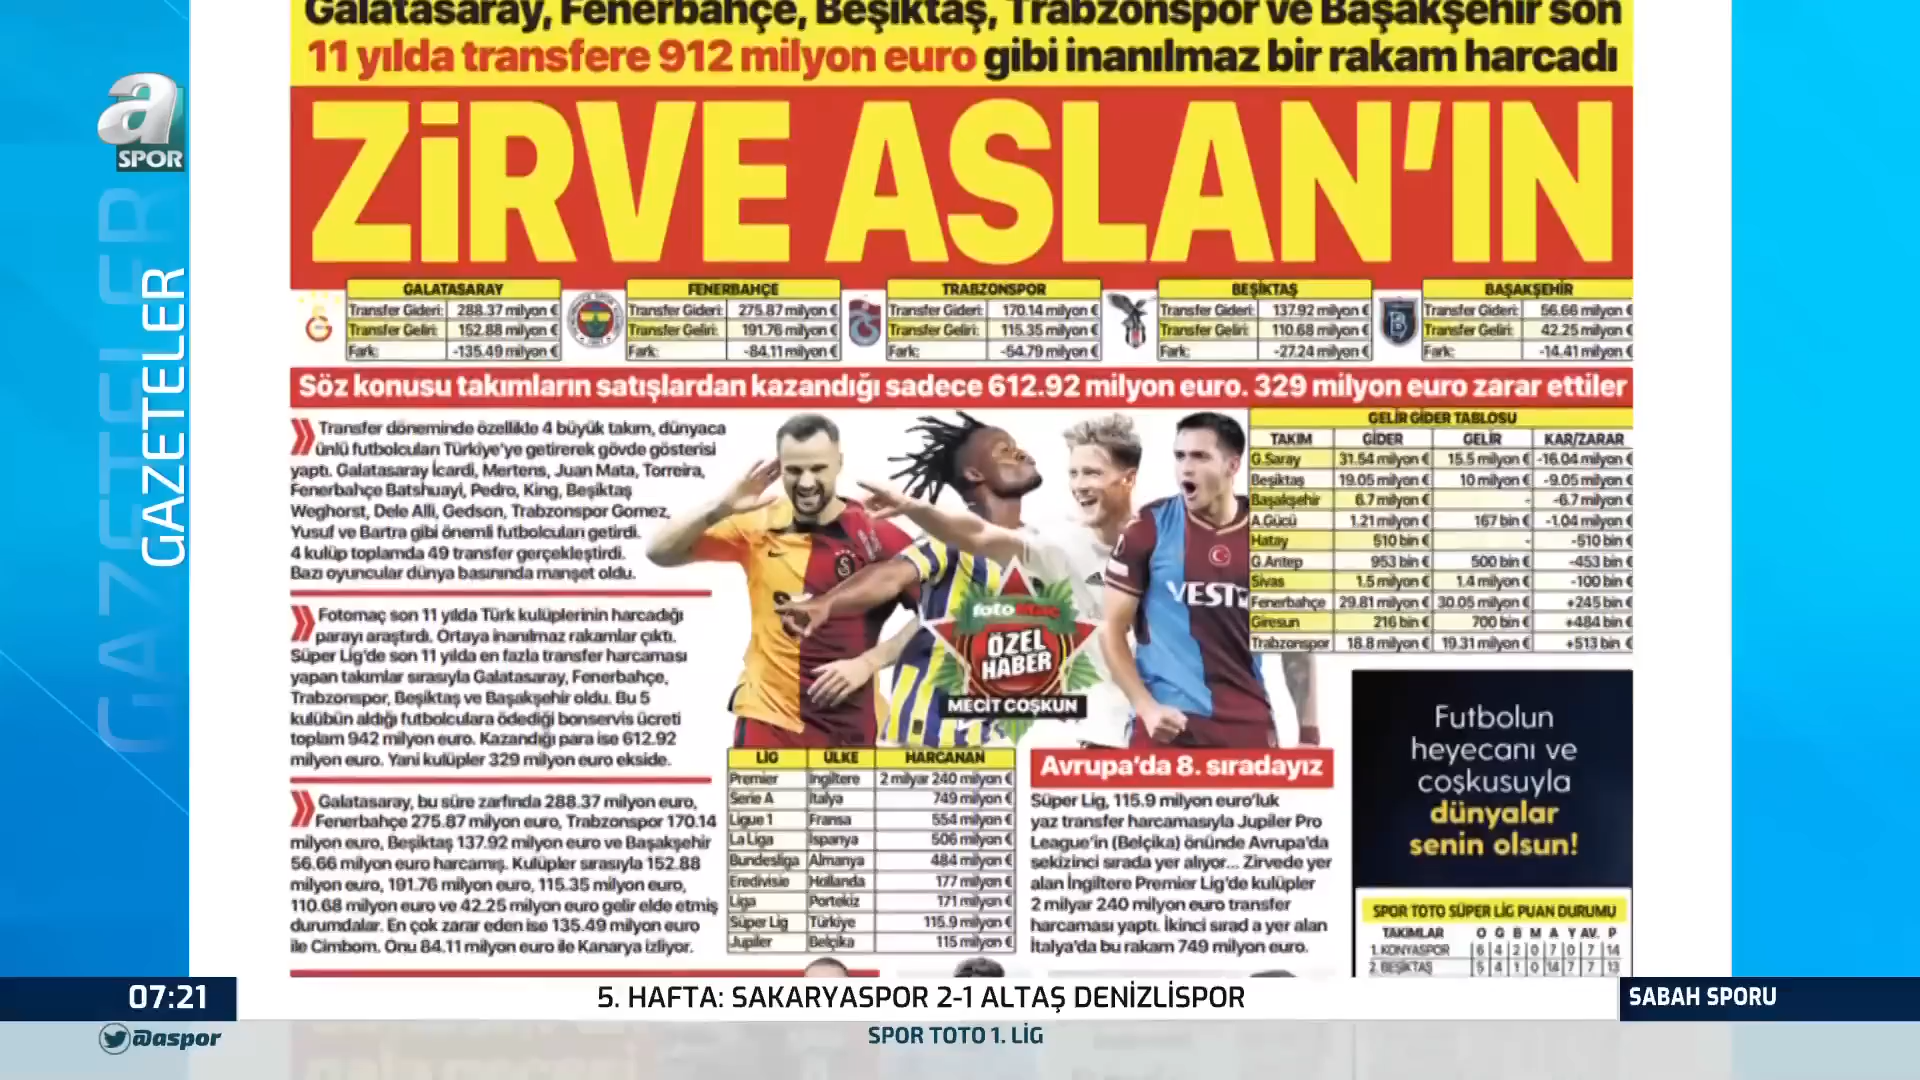 Galatasaray, Fenerbahçe, Beşiktaş, Trabzonspor ve Başakşehir son
11 yılda transfere 912 milyon euro gibi inanılmaz bir rakam harcadı
a
SPOR
GAZETELER
GAZETELER
ZİRVE ASLAN'IN
GALATASARAY
Transfer Gideri: 288.37 milyon €
Transfer Geliri: 152.88 milyon €
Fark: -135.49 milyon €
FENERBAHÇE
Transfer Gideri: 275.87 milyon €
Transfer Geliri: 191.76 milyon €
Fark: -84.11 milyon €
TRABZONSPOR
Transfer Gideri: 170.14 milyon €
Transfer Geliri: 115.35 milyon €
Fark: -54.79 milyon €
BEŞİKTAŞ
Transfer Gideri: 137.92 milyon €
Transfer Geliri: 110.68 milyon €
Fark: -27.24 milyon €
BAŞAKŞEHİR
Transfer Gideri: 56.66 milyon €
Transfer Geliri: 42.25 milyon €
Fark: -14.41 milyon €
Söz konusu takımların satışlardan kazandığı sadece 612.92 milyon euro. 329 milyon euro zarar ettiler
Transfer döneminde özellikle 4 büyük takım, dünyaca
ünlü futbolcuları Türkiye'ye getirerek gövde gösterisi
yaptı. Galatasaray İcardi, Mertens, Juan Mata, Torreira,
Fenerbahçe Batshuayi, Pedro, King, Beşiktaş
Weghorst, Dele Alli, Gedson, Trabzonspor Gomez,
Yusuf ve Bartra gibi önemli futbolcuları getirdi.
4 kulüp toplamda 49 transfer gerçekleştirdi.
Bazı oyuncular dünya basınında manşet oldu.
Fotomaç son 11 yılda Türk kulüplerinin harcadığı
parayı araştırdı. Ortaya inanılmaz rakamlar çıktı.
Süper Lig'de son 11 yılda en fazla transfer harcaması
yapan takımlar sırasıyla Galatasaray, Fenerbahçe,
Trabzonspor, Beşiktaş ve Başakşehir oldu. Bu 5
kulübün aldığı futbolculara ödediği bonservis ücreti
toplam 942 milyon euro. Kazandığı para ise 612.92
milyon euro. Yani kulüpler 329 milyon euro ekside.
Galatasaray, bu süre zarfında 288.37 milyon euro,
Fenerbahçe 275.87 milyon euro, Trabzonspor 170.14
milyon euro, Beşiktaş 137.92 milyon euro ve Başakşehir
56.66 milyon euro harcamış. Kulüpler sırasıyla 152.88
milyon euro, 191.76 milyon euro, 115.35 milyon euro,
110.68 milyon euro ve 42.25 milyon euro gelir elde etmiş
durumdalar. En çok zarar eden ise 135.49 milyon euro
ile Cimbom. Onu 84.11 milyon euro ile Kanarya izliyor.
VEST
fotoMaç
ÖZEL
HABER
MECİT COŞKUN
GELİR GİDER TABLOSU
TAKIM GİDER GELİR KAR/ZARAR
G.Saray 31.54 milyon € 15.5 milyon € -16.04 milyon €
Beşiktaş 19.05 milyon € 10 milyon € -9.05 milyon €
Başakşehir 6.7 milyon € - -6.7 milyon €
A.Gücü 1.21 milyon € 167 bin € -1.04 milyon €
Hatay 510 bin € - -510 bin €
G.Antep 953 bin € 500 bin € -453 bin €
Sivas 1.5 milyon € 1.4 milyon € -100 bin €
Fenerbahçe 29.81 milyon € 30.05 milyon € +245 bin €
Giresun 216 bin € 700 bin € +484 bin €
Trabzonspor 18.8 milyon € 19.31 milyon € +513 bin €
LİG ÜLKE HARCANAN
Premier İngiltere 2 milyar 240 milyon €
Serie A İtalya 749 milyon €
Ligue 1 Fransa 554 milyon €
La Liga İspanya 506 milyon €
Bundesliga Almanya 484 milyon €
Eredivisie Hollanda 177 milyon €
Liga Portekiz 171 milyon €
Süper Lig Türkiye 115.9 milyon €
Jupiler Belçika 115 milyon €
Avrupa'da 8. sıradayız
Süper Lig, 115.9 milyon euro'luk
yaz transfer harcamasıyla Jupiler Pro
League'in (Belçika) önünde Avrupa'da
sekizinci sırada yer alıyor... Zirvede yer
alan İngiltere Premier Lig'de kulüpler
2 milyar 240 milyon euro transfer
harcaması yaptı. İkinci sırad a yer alan
İtalya'da bu rakam 749 milyon euro.
Futbolun
heyecanı ve
coşkusuyla
dünyalar
senin olsun!
SPOR TOTO SÜPER LİG PUAN DURUMU
TAKIMLAR O G B M A Y AV. P
1. KONYASPOR 6 4 2 0 7 0 7 14
2. BEŞİKTAŞ 5 4 1 0 14 7 7 13
07:21
5. HAFTA: SAKARYASPOR 2-1 ALTAŞ DENİZLİSPOR
SABAH SPORU
@aspor
SPOR TOTO 1. LİG